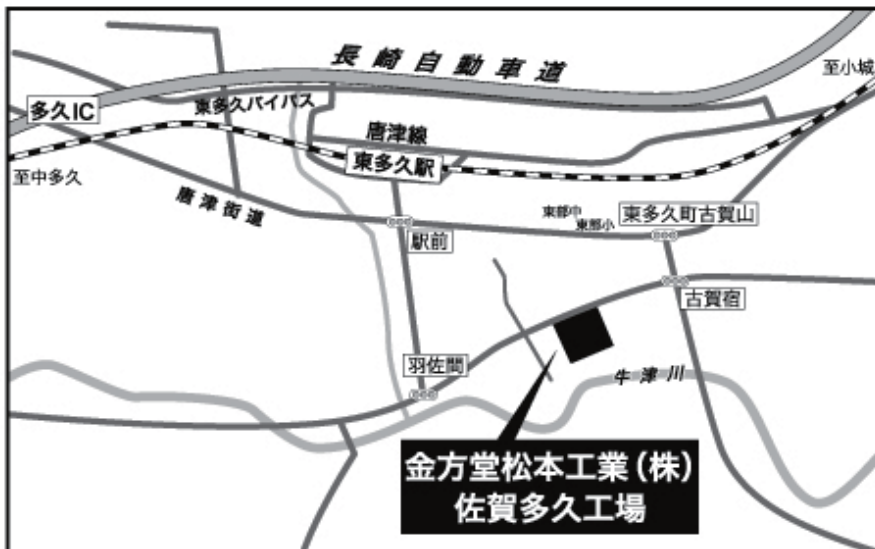 長崎自動車道
至小城
多久IC
東多久バイパス
唐津線
東多久駅
至中多久
唐津街道
東部中
東部小
東多久町古賀山
駅前
古賀宿
羽佐間
牛津川
金方堂松本工業(株)
佐賀多久工場